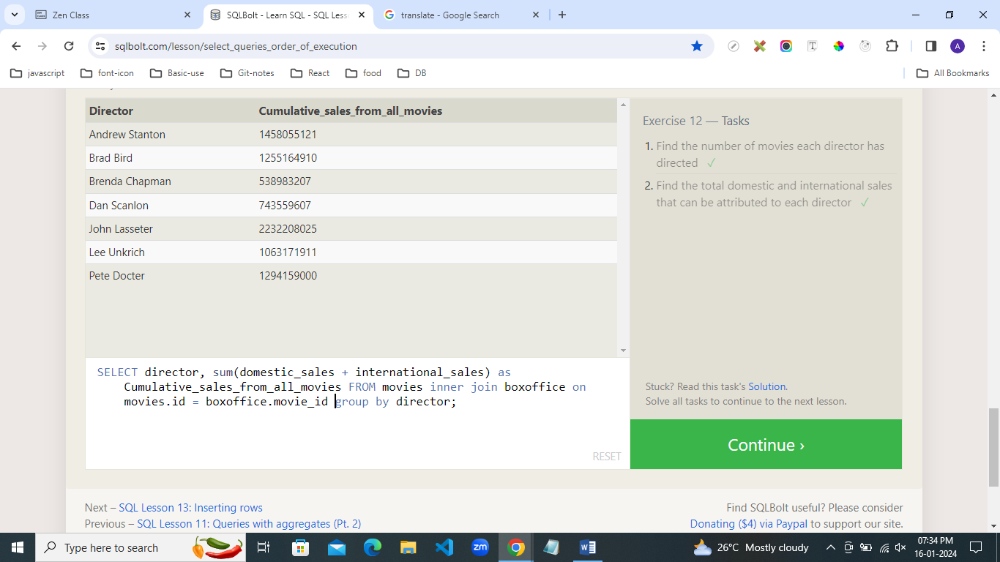 Zen Class
SQLBolt - Learn SQL - SQL Less
translate - Google Search
sqlbolt.com/lesson/select_queries_order_of_execution
A
javascript
font-icon
Basic-use
Git-notes
React
food
DB
All Bookmarks
Director Cumulative_sales_from_all_movies
Andrew Stanton 1458055121
Brad Bird 1255164910
Brenda Chapman 538983207
Dan Scanlon 743559607
John Lasseter 2232208025
Lee Unkrich 1063171911
Pete Docter 1294159000
SELECT director, sum(domestic_sales + international_sales) as
Cumulative_sales_from_all_movies FROM movies inner join boxoffice on
movies.id = boxoffice.movie_id group by director;
RESET
Exercise 12 — Tasks
1. Find the number of movies each director has
directed ✓
2. Find the total domestic and international sales
that can be attributed to each director ✓
Stuck? Read this task's Solution.
Solve all tasks to continue to the next lesson.
Continue ›
Next – SQL Lesson 13: Inserting rows
Previous – SQL Lesson 11: Queries with aggregates (Pt. 2)
Find SQLBolt useful? Please consider
Donating ($4) via Paypal to support our site.
Type here to search
zm
26°C Mostly cloudy
07:34 PM
16-01-2024